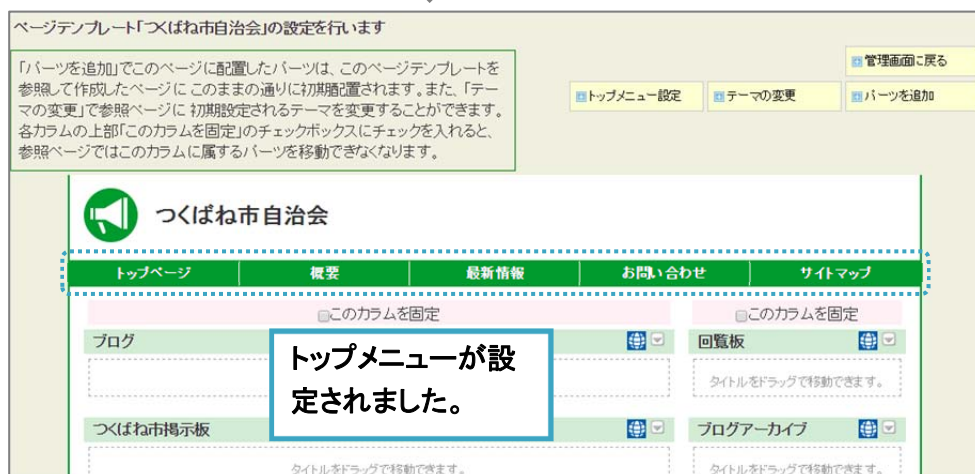 ページテンプレート「つくばね市自治会」の設定を行います
「パーツを追加」でこのページに配置したパーツは、このページテンプレートを
参照して作成したページに このままの通りに初期配置されます。また、「テー
マの変更」で参照ページに 初期設定されるテーマを変更することができます。
各カラムの上部「このカラムを固定」のチェックボックスにチェックを入れると、
参照ページではこのカラムに属するパーツを移動できなくなります。
管理画面に戻る
トップメニュー設定 テーマの変更 パーツを追加
つくばね市自治会
トップページ 概要 最新情報 お問い合わせ サイトマップ
このカラムを固定 このカラムを固定
ブログ 回覧板
トップメニューが設
定されました。
タイトルをドラッグで移動できます。
つくばね市掲示板 ブログアーカイブ
タイトルをドラッグで移動できます。 タイトルをドラッグで移動できます。